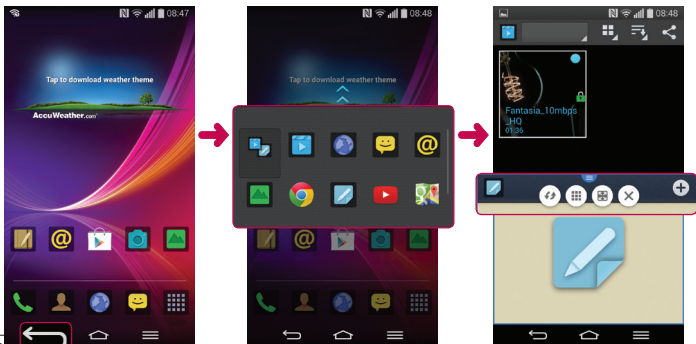 08:47
Tap to download weather theme
AccuWeather.com
@
08:48
Tap to download weather theme
@
@
08:48
Fantasia_10mbps
_HQ
01:36